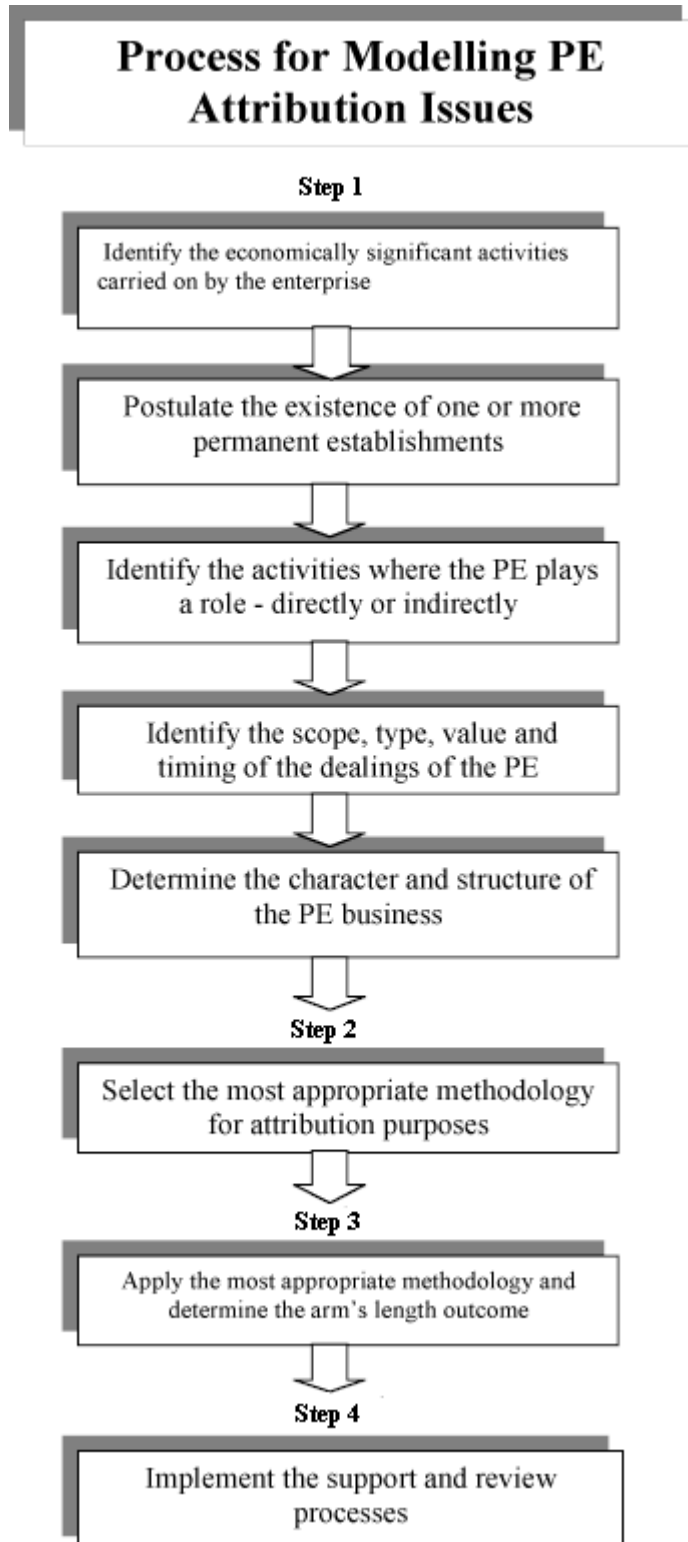 Process for Modelling PE
Attribution Issues
Step 1
Identify the economically significant activities
carried on by the enterprise
Postulate the existence of one or more
permanent establishments
Identify the activities where the PE plays
a role - directly or indirectly
Identify the scope, type, value and
timing of the dealings of the PE
Determine the character and structure of
the PE business
Step 2
Select the most appropriate methodology
for attribution purposes
Step 3
Apply the most appropriate methodology and
determine the arm's length outcome
Step 4
Implement the support and review
processes